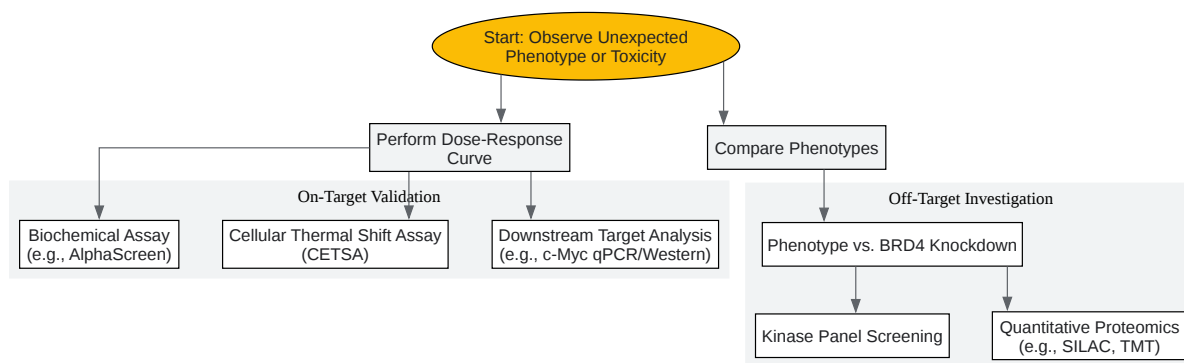 Start: Observe Unexpected
Phenotype or Toxicity
Perform Dose-Response
Curve
Compare Phenotypes
On-Target Validation
Off-Target Investigation
Biochemical Assay
(e.g., AlphaScreen)
Cellular Thermal Shift Assay
(CETSA)
Downstream Target Analysis
(e.g., c-Myc qPCR/Western)
Phenotype vs. BRD4 Knockdown
Kinase Panel Screening
Quantitative Proteomics
(e.g., SILAC, TMT)